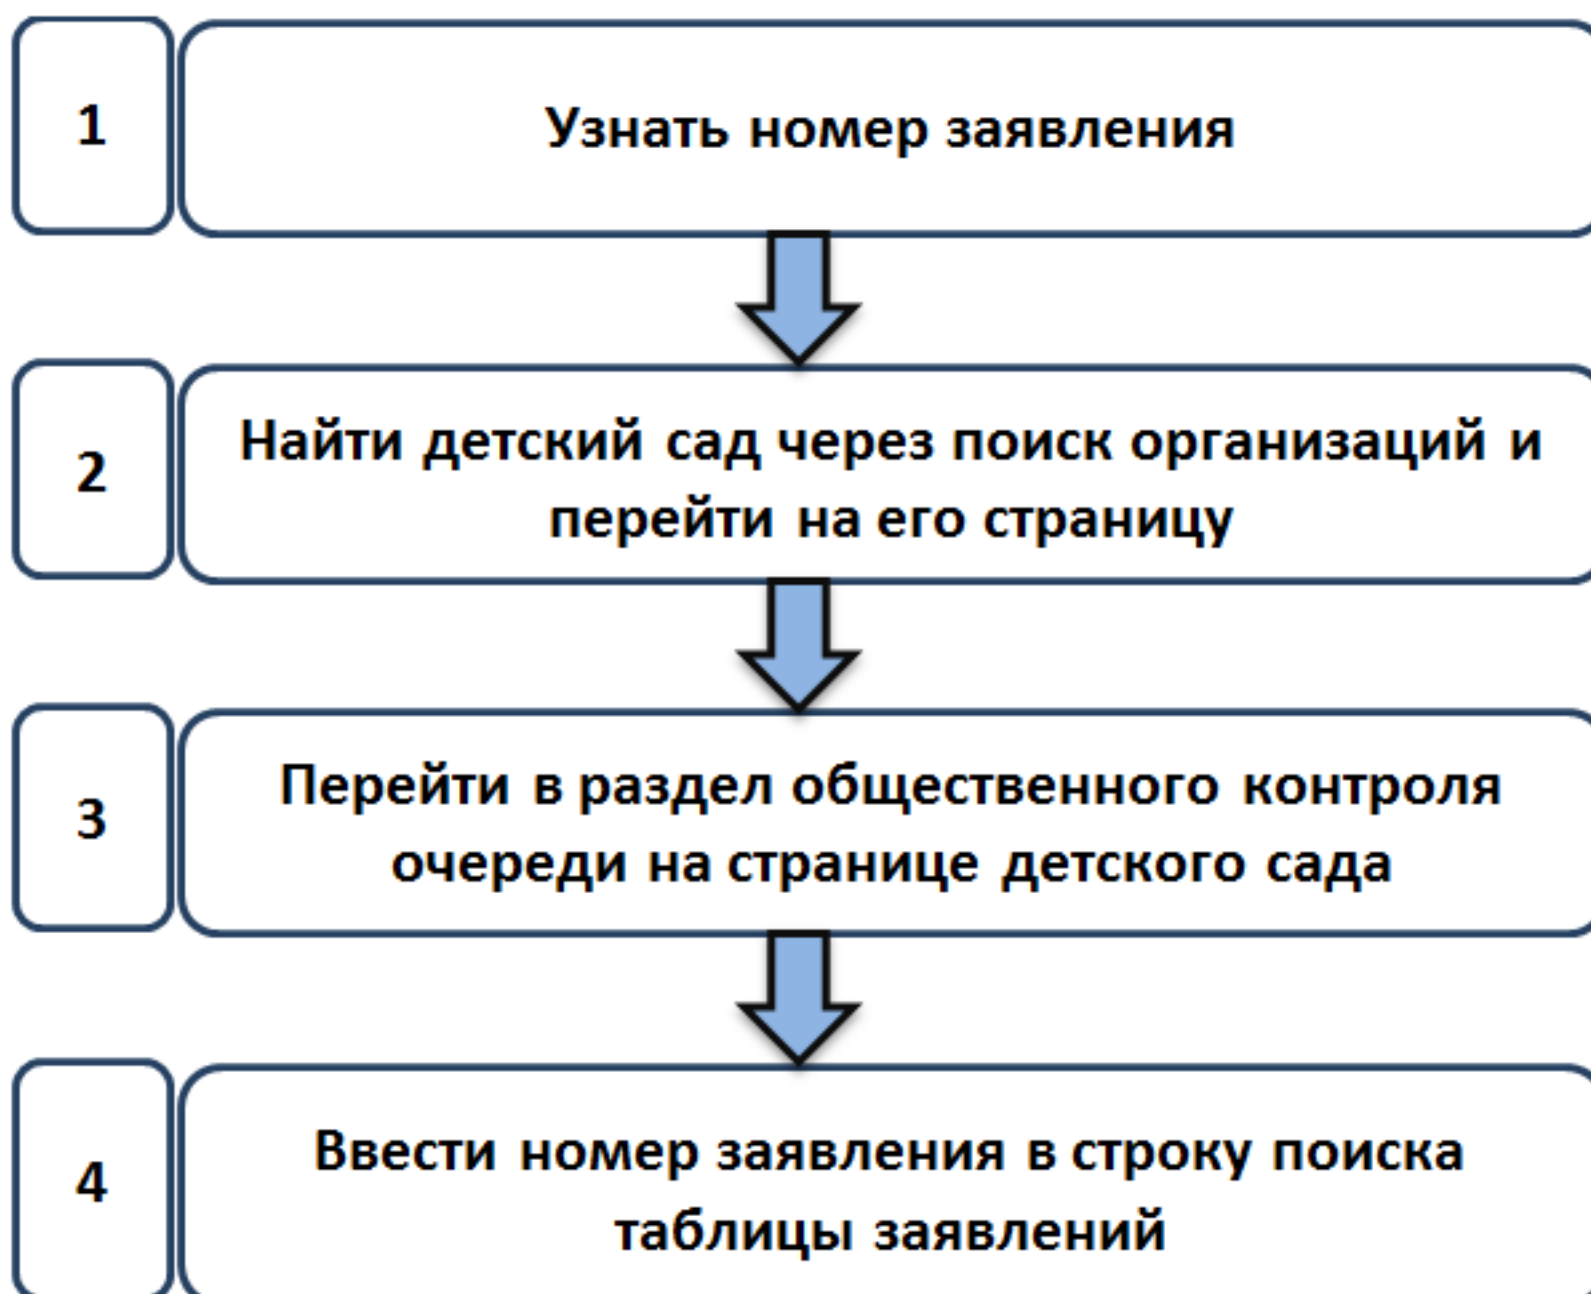 1
Узнать номер заявления
2
Найти детский сад через поиск организаций и
перейти на его страницу
3
Перейти в раздел общественного контроля
очереди на странице детского сада
4
Ввести номер заявления в строку поиска
таблицы заявлений